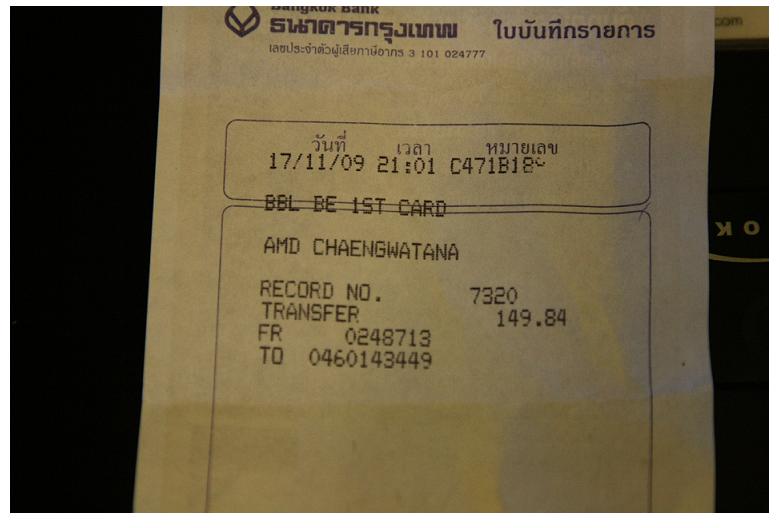 Bangkok Bank
ธนาคารกรุงเทพ ใบบันทึกรายการ
เลขประจำตัวผู้เสียภาษีอากร 3 101 024777
วันที่ เวลา หมายเลข
17/11/09 21:01 C471B18
BBL BE 1ST CARD
AMD CHAENGWATANA
RECORD NO. 7320
TRANSFER 149.84
FR 0248713
TO 0460143449
com
OK